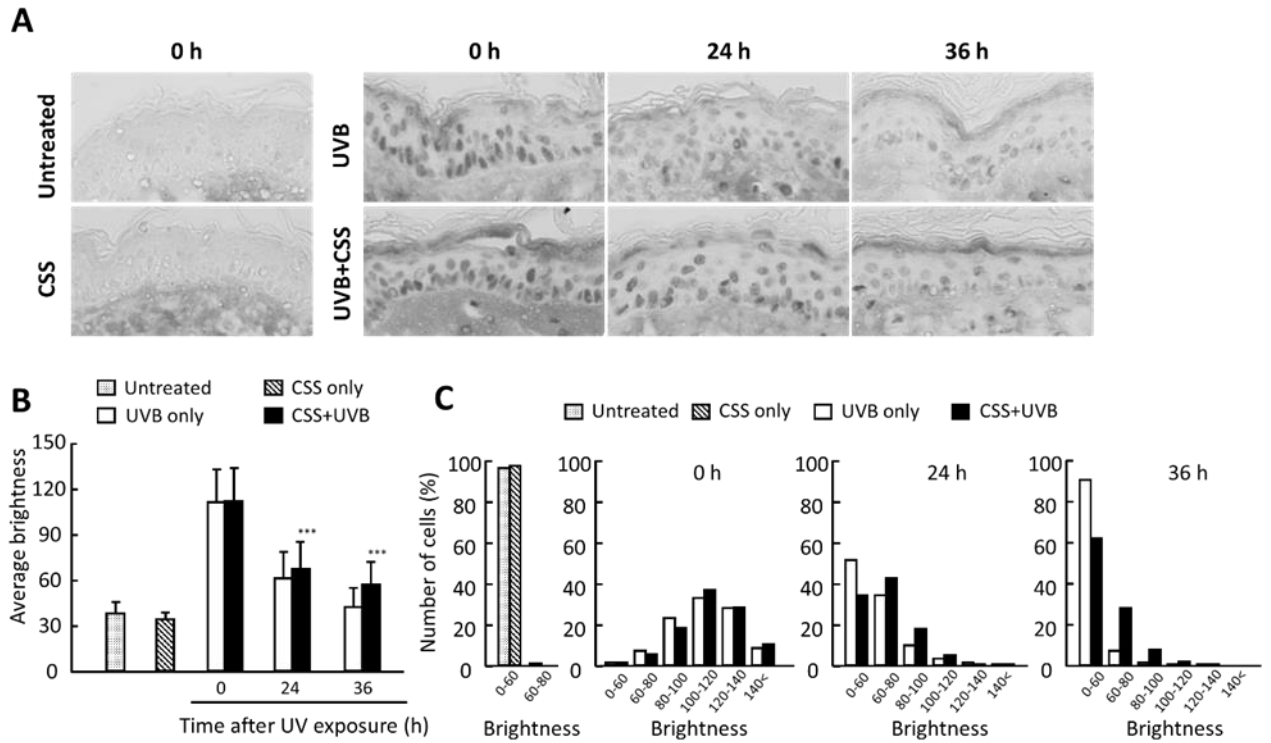 A
0 h
0 h
24 h
36 h
Untreated
UVB
CSS
UVB+CSS
B
Untreated
CSS only
UVB only
CSS+UVB
Average brightness
150
120
90
60
30
0
***
***
0
24
36
Time after UV exposure (h)
C
Untreated
CSS only
UVB only
CSS+UVB
Number of cells (%)
100
80
60
40
20
0
0-60
60-80
Brightness
0 h
100
80
60
40
20
0
0-60
60-80
80-100
100-120
120-140
140<
Brightness
24 h
100
80
60
40
20
0
0-60
60-80
80-100
100-120
120-140
140<
Brightness
36 h
100
80
60
40
20
0
0-60
60-80
80-100
100-120
120-140
140<
Brightness